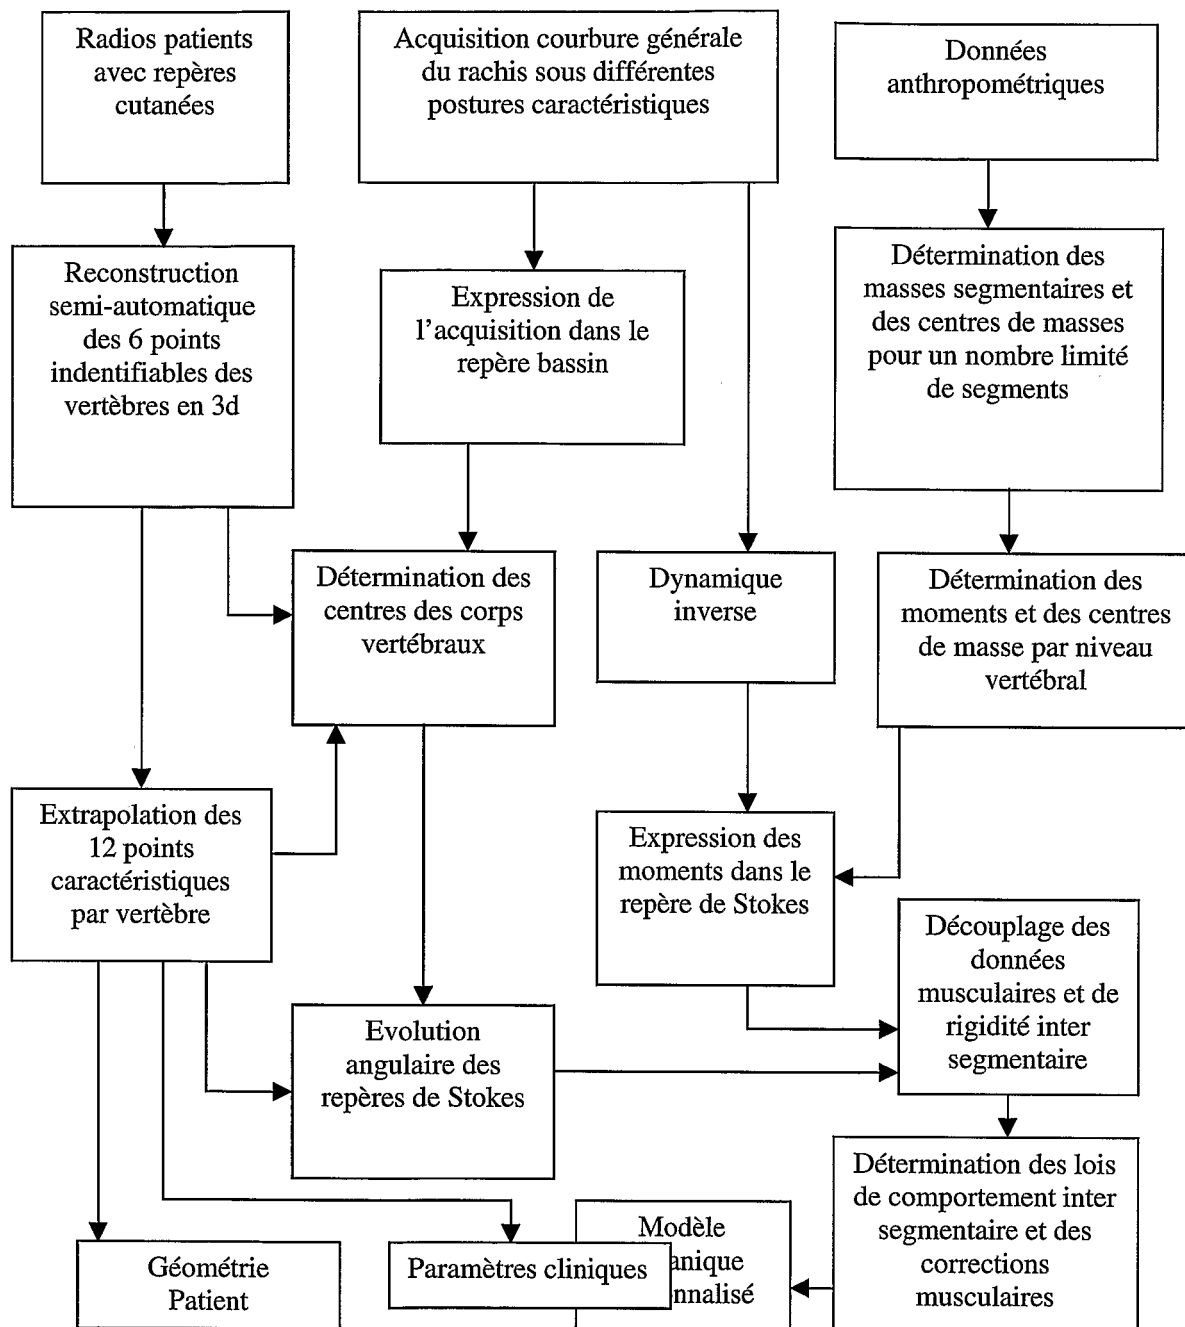 Radios patients
avec repères
cutanées
Acquisition courbure générale
du rachis sous différentes
postures caractéristiques
Données
anthropométriques
Reconstruction
semi-automatique
des 6 points
indentifiables des
vertèbres en 3d
Expression de
l'acquisition dans le
repère bassin
Détermination des
masses segmentaires et
des centres de masses
pour un nombre limité
de segments
Détermination des
centres des corps
vertébraux
Dynamique
inverse
Détermination des
moments et des centres
de masse par niveau
vertébral
Extrapolation des
12 points
caractéristiques
par vertèbre
Expression des
moments dans le
repère de Stokes
Découplage des
données
musculaires et de
rigidité inter
segmentaire
Evolution
angulaire des
repères de Stokes
Détermination des lois
de comportement inter
segmentaire et des
corrections
musculaires
Géométrie
Patient
Paramètres cliniques
Modèle